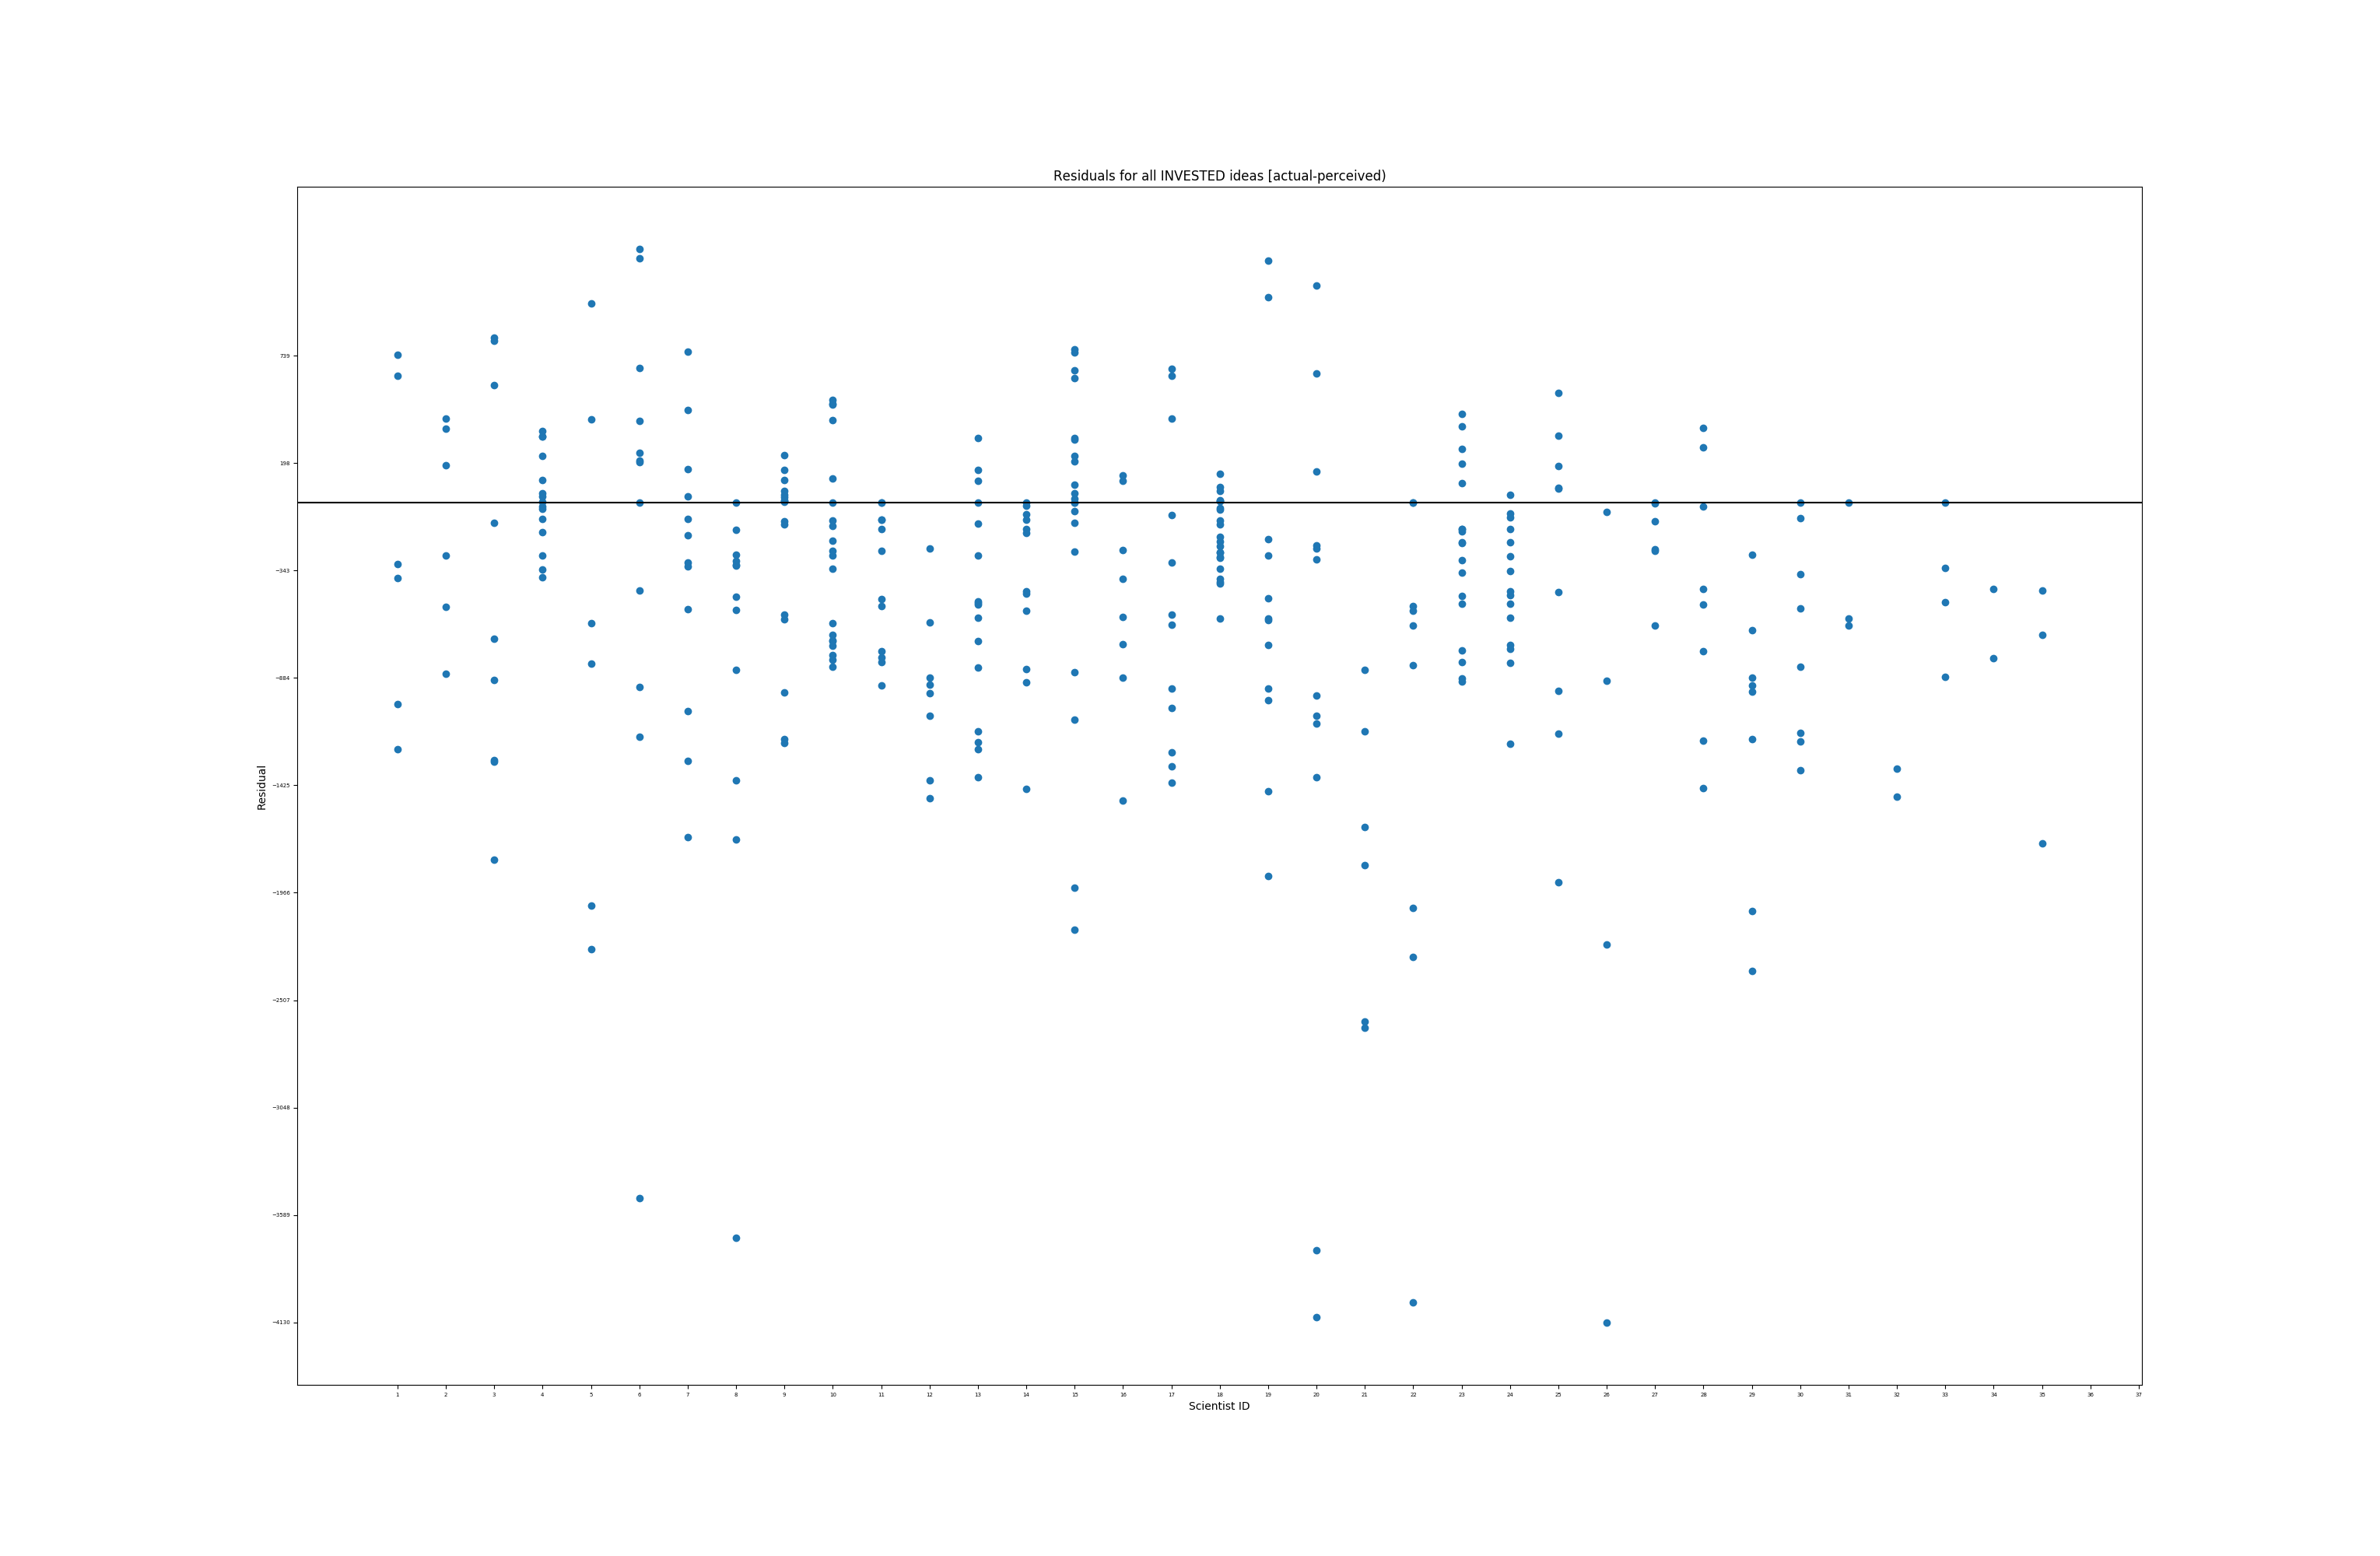 Residuals for all INVESTED ideas [actual-perceived)
739
198
−343
−884
−1425
−1966
−2507
−3048
−3589
−4130
Residual
1 2 3 4 5 6 7 8 9 10 11 12 13 14 15 16 17 18 19 20 21 22 23 24 25 26 27 28 29 30 31 32 33 34 35 36 37
Scientist ID